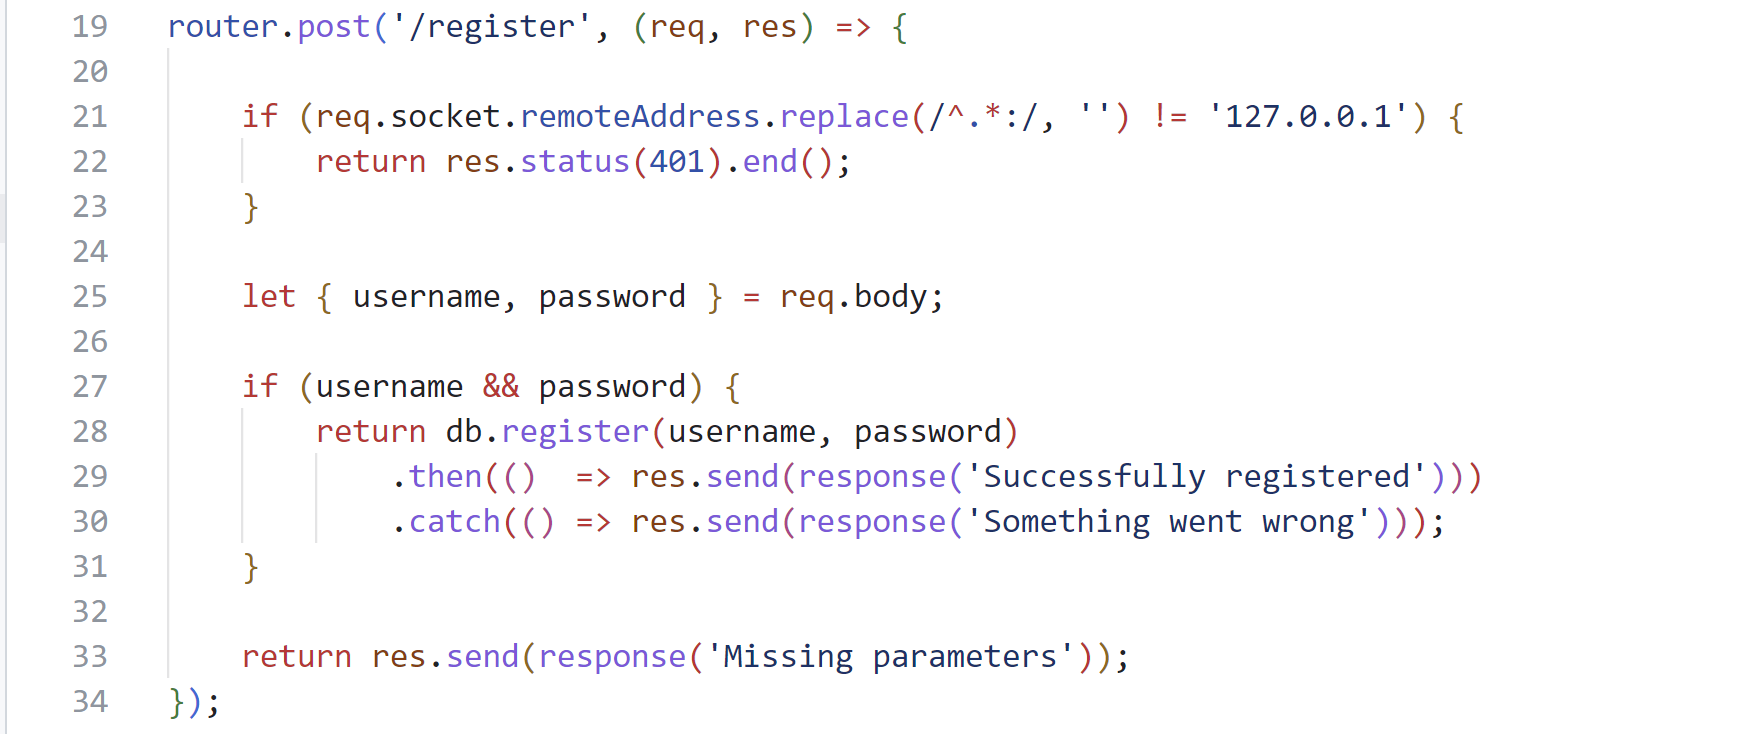 19 router.post('/register', (req, res) => {
20
21     if (req.socket.remoteAddress.replace(/^.*:/, '') != '127.0.0.1') {
22         return res.status(401).end();
23     }
24
25     let { username, password } = req.body;
26
27     if (username && password) {
28         return db.register(username, password)
29             .then(()  => res.send(response('Successfully registered')))
30             .catch(() => res.send(response('Something went wrong')));
31     }
32
33     return res.send(response('Missing parameters'));
34 });